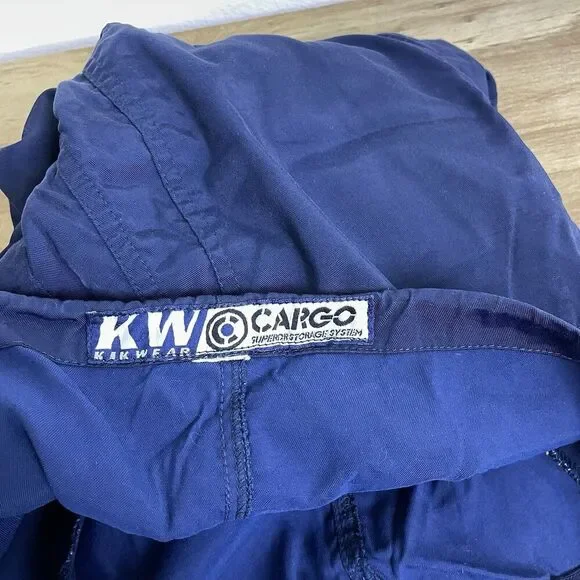 KW
KIKWEAR
CARGO
SUPERIOR STORAGE SYSTEM